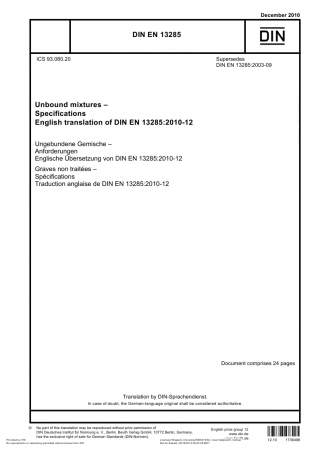 December 2010
DIN EN 13285
DIN
ICS 93.080.20
Supersedes
DIN EN 13285:2003-09
Unbound mixtures –
Specifications
English translation of DIN EN 13285:2010-12
Ungebundene Gemische –
Anforderungen
Englische Übersetzung von DIN EN 13285:2010-12
Graves non traitées –
Spécifications
Traduction anglaise de DIN EN 13285:2010-12
Document comprises 24 pages
Translation by DIN-Sprachendienst.
In case of doubt, the German-language original shall be considered authoritative.
© No part of this translation may be reproduced without prior permission of
DIN Deutsches Institut für Normung e. V., Berlin. Beuth Verlag GmbH, 10772 Berlin, Germany,
has the exclusive right of sale for German Standards (DIN-Normen).
English price group 12
www.din.de
12.10